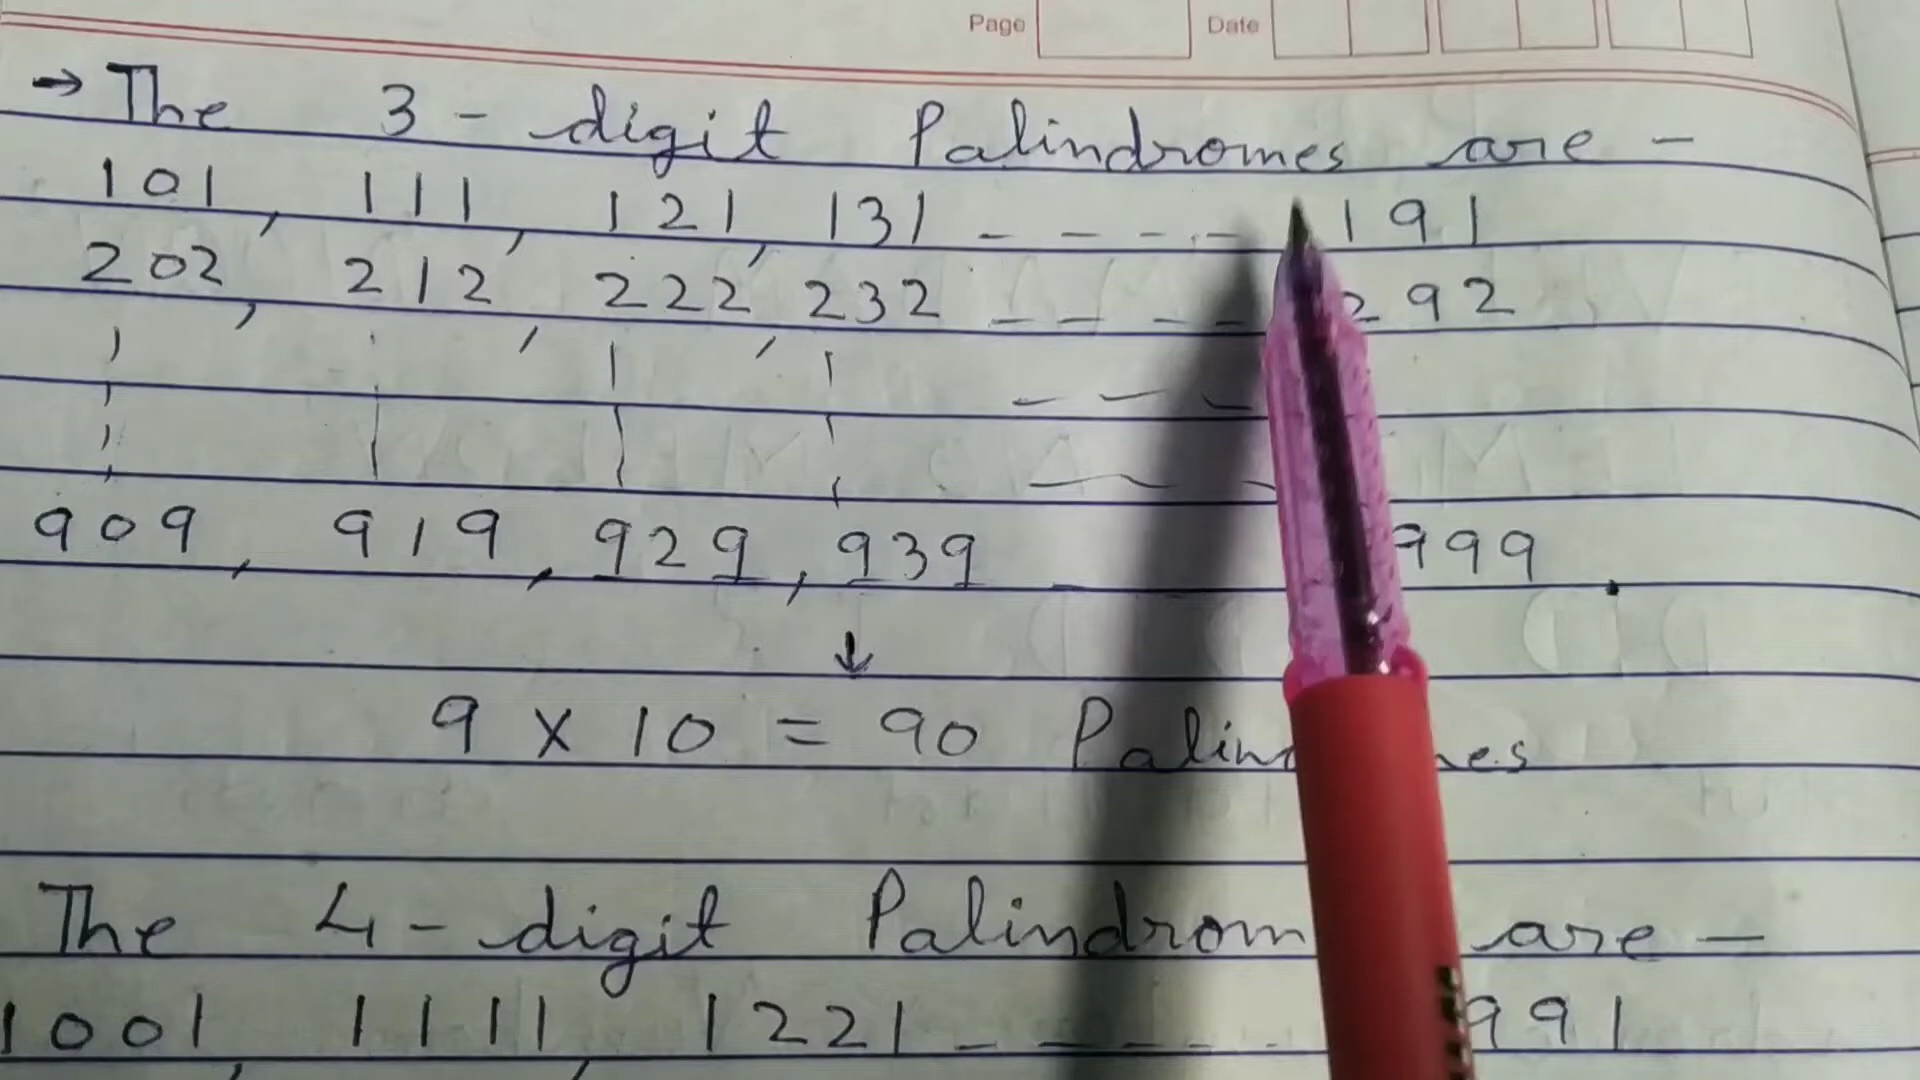 Page Date
→ The 3 - digit Palindromes are -
101, 111, 121, 131 - - - - 191
202, 212, 222, 232 - - - - 292
909, 919, 929, 939 999.
↓
9 x 10 = 90
The 4 - digit are -
1001, 1111, 1221 - - - - - 991